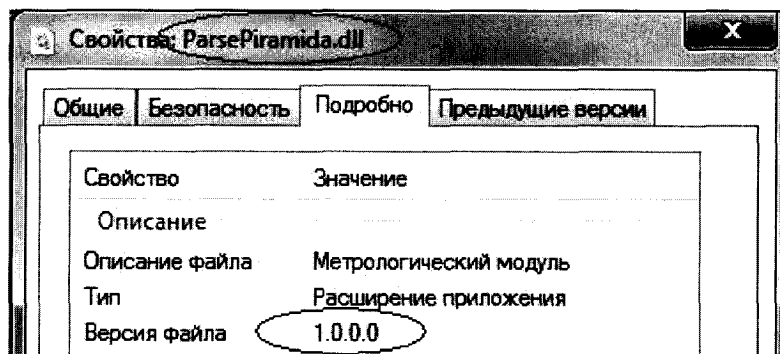 Свойства: ParsePiramida.dll
Общие Безопасность Подробно Предыдущие версии
Свойство Значение
Описание
Описание файла Метрологический модуль
Тип Расширение приложения
Версия файла 1.0.0.0